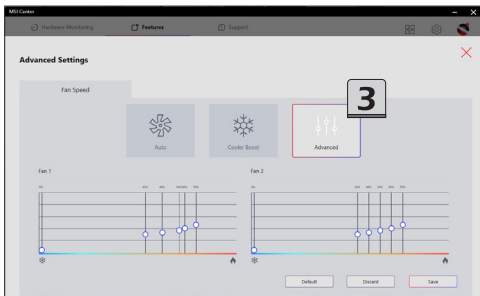 MSI Center
Hardware Monitoring
Features
Support
Advanced Settings
Fan Speed
3
Auto
Cooler Boost
Advanced
Fan 1
Fan 2
Default
Discard
Save